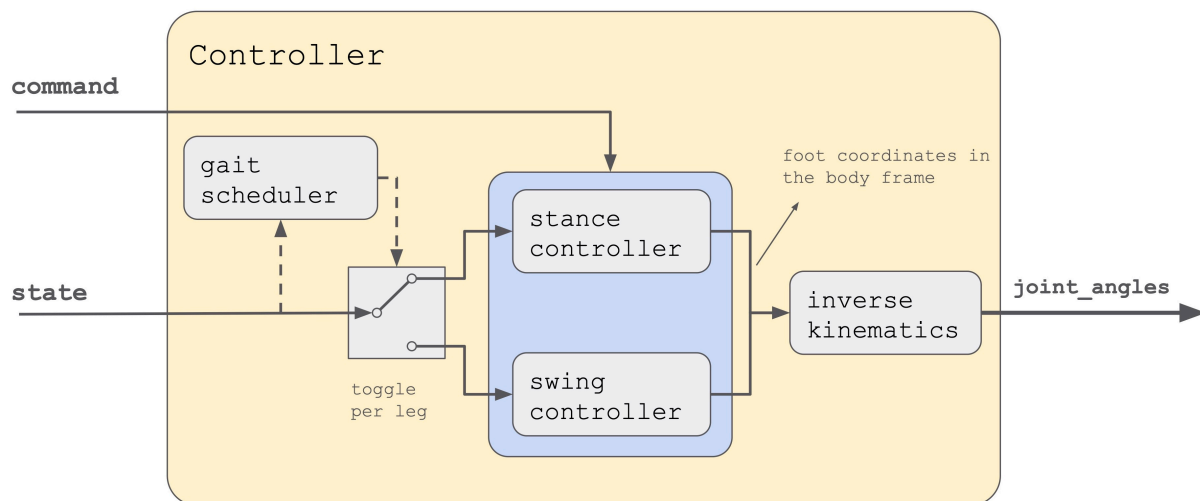 Controller
command
gait
scheduler
foot coordinates in
the body frame
stance
controller
state
joint_angles
inverse
kinematics
toggle
per leg
swing
controller